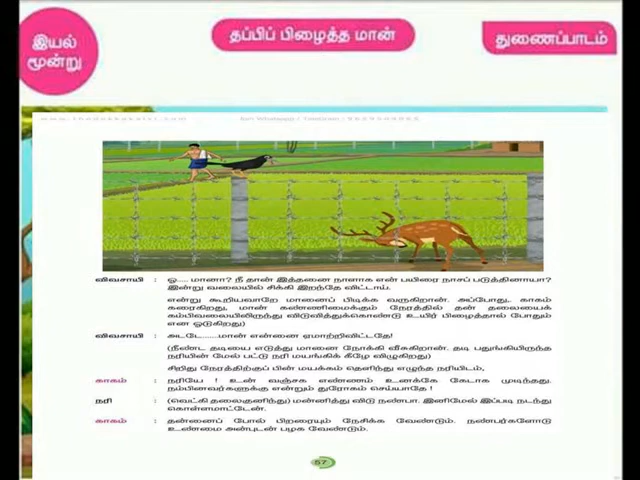 இயல்
மூன்று
தப்பிப் பிழைத்த மான்
துணைப்பாடம்
விவசாயி : ஓ.... மானா? நீ தான் இத்தனை நாளாக என் பயிரை நாசப் படுத்தினாயா?
இன்று வலையில் சிக்கி இறந்தே விட்டாய்.
என்று கூறியவாறே மானைப் பிடிக்க வருகிறான். அப்போது, காகம்
கரைகிறது, மான் கண்ணிமைக்கும் நேரத்தில் தன் தலையைக்
கம்பிவலையிலிருந்து விடுவித்துக்கொண்டு உயிர் பிழைத்தால் போதும்
என ஓடுகிறது)
விவசாயி : அடடே.......மான் என்னை ஏமாற்றிவிட்டதே!
(நீண்ட தடியை எடுத்து மானை நோக்கி வீசுகிறான். தடி பதுங்கியிருந்த
நரியின் மேல் பட்டு நரி மயங்கிக் கீழே விழுகிறது)
சிறிது நேரத்திற்குப் பின் மயக்கம் தெளிந்து எழுந்த நரியிடம்,
காகம் : நரியே ! உன் வஞ்சக எண்ணம் உனக்கே கேடாக முடிந்தது.
நம்பினவர்களுக்கு என்றும் துரோகம் செய்யாதே !
நரி : (வெட்கி தலைகுனிந்து) மன்னித்து விடு நண்பா. இனிமேல் இப்படி நடந்து
கொள்ளமாட்டேன்.
காகம் : தன்னைப் போல் பிறரையும் நேசிக்க வேண்டும். நண்பர்களோடு
உண்மை அன்புடன் பழக வேண்டும்.
57